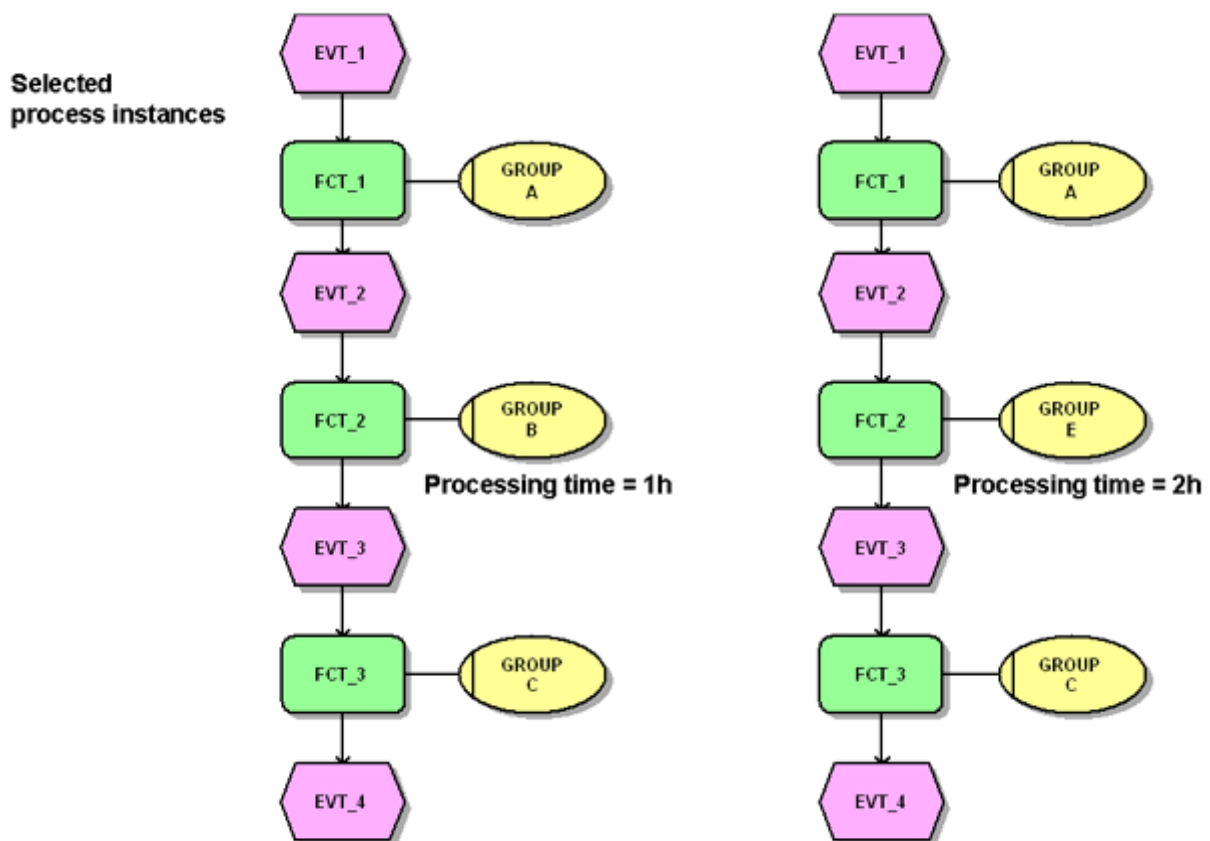 EVT_1
EVT_1
Selected
process instances
FCT_1
GROUP
A
FCT_1
GROUP
A
EVT_2
EVT_2
FCT_2
GROUP
B
FCT_2
GROUP
E
Processing time = 1h
Processing time = 2h
EVT_3
EVT_3
FCT_3
GROUP
C
FCT_3
GROUP
C
EVT_4
EVT_4